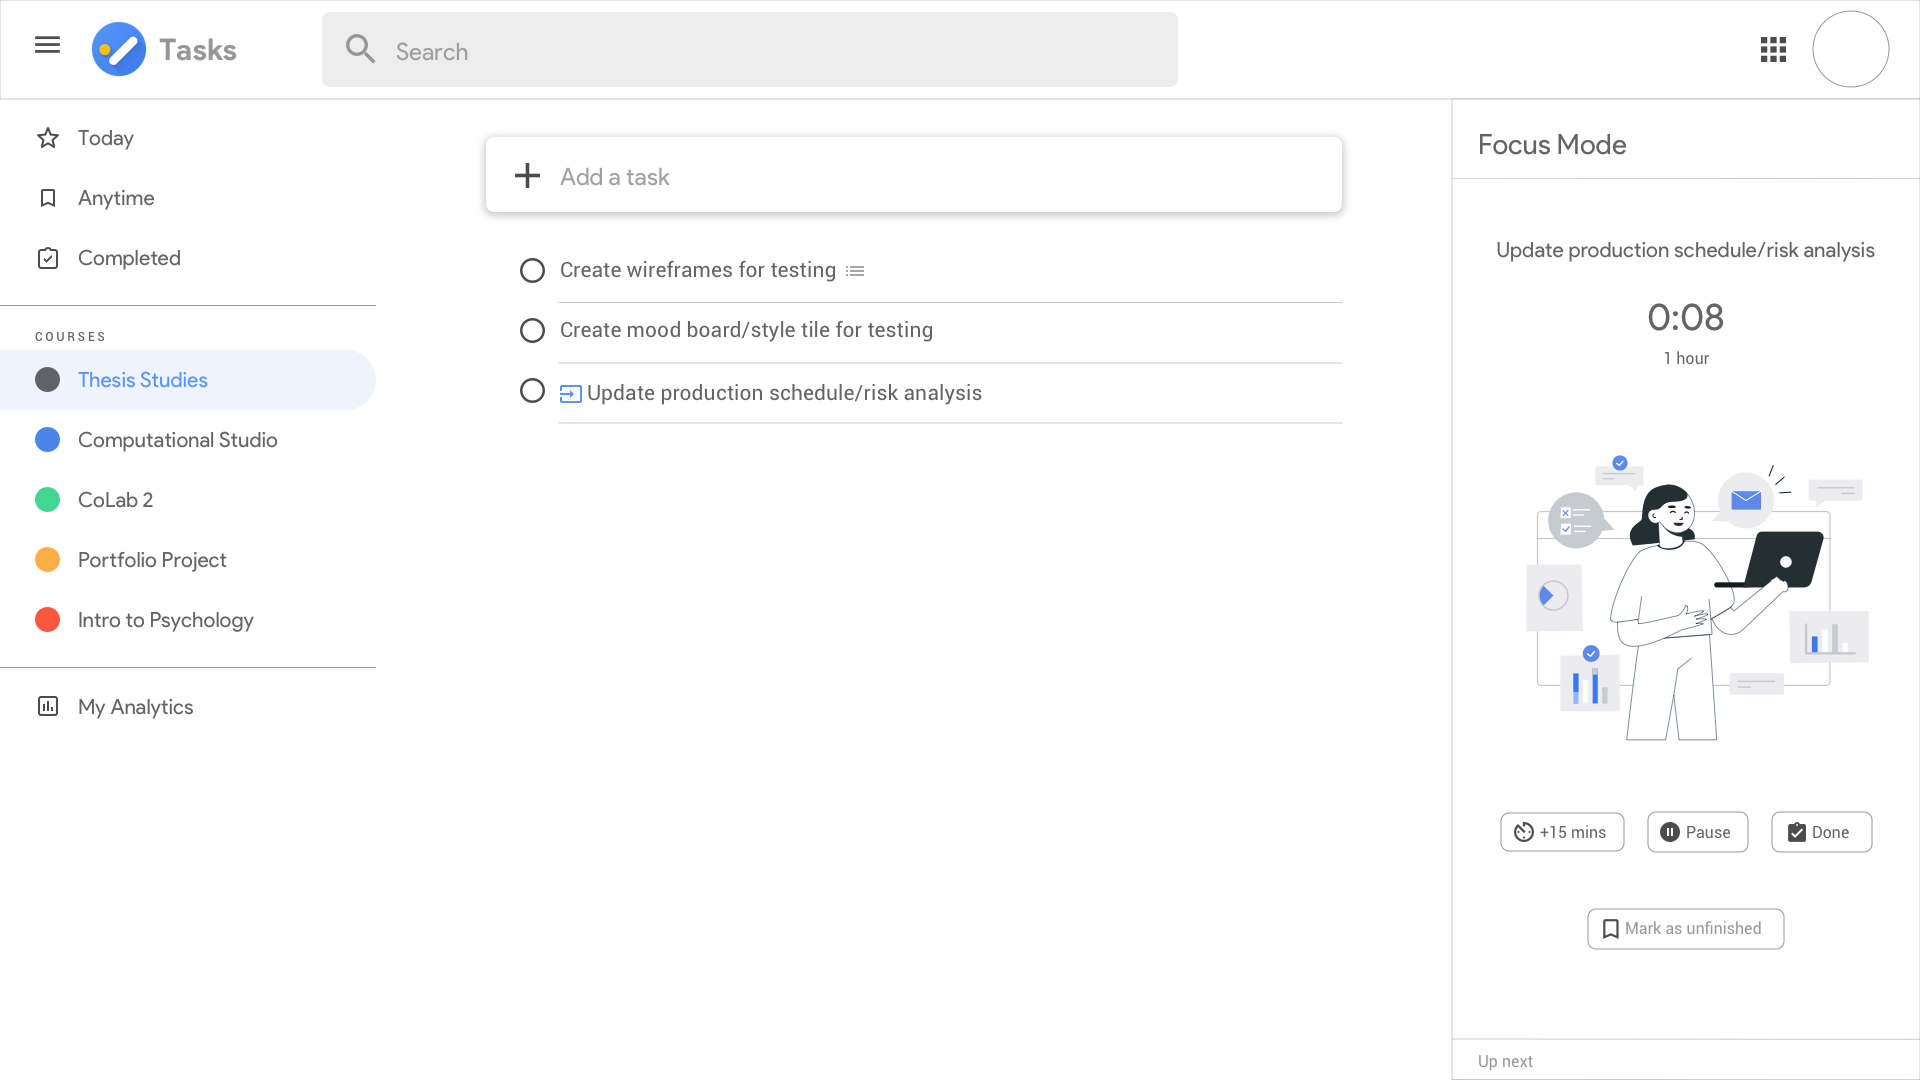 Tasks
Search
Today
Anytime
Completed
COURSES
Thesis Studies
Computational Studio
CoLab 2
Portfolio Project
Intro to Psychology
My Analytics
Add a task
Create wireframes for testing
Create mood board/style tile for testing
Update production schedule/risk analysis
Focus Mode
Update production schedule/risk analysis
0:08
1 hour
+15 mins
Pause
Done
Mark as unfinished
Up next